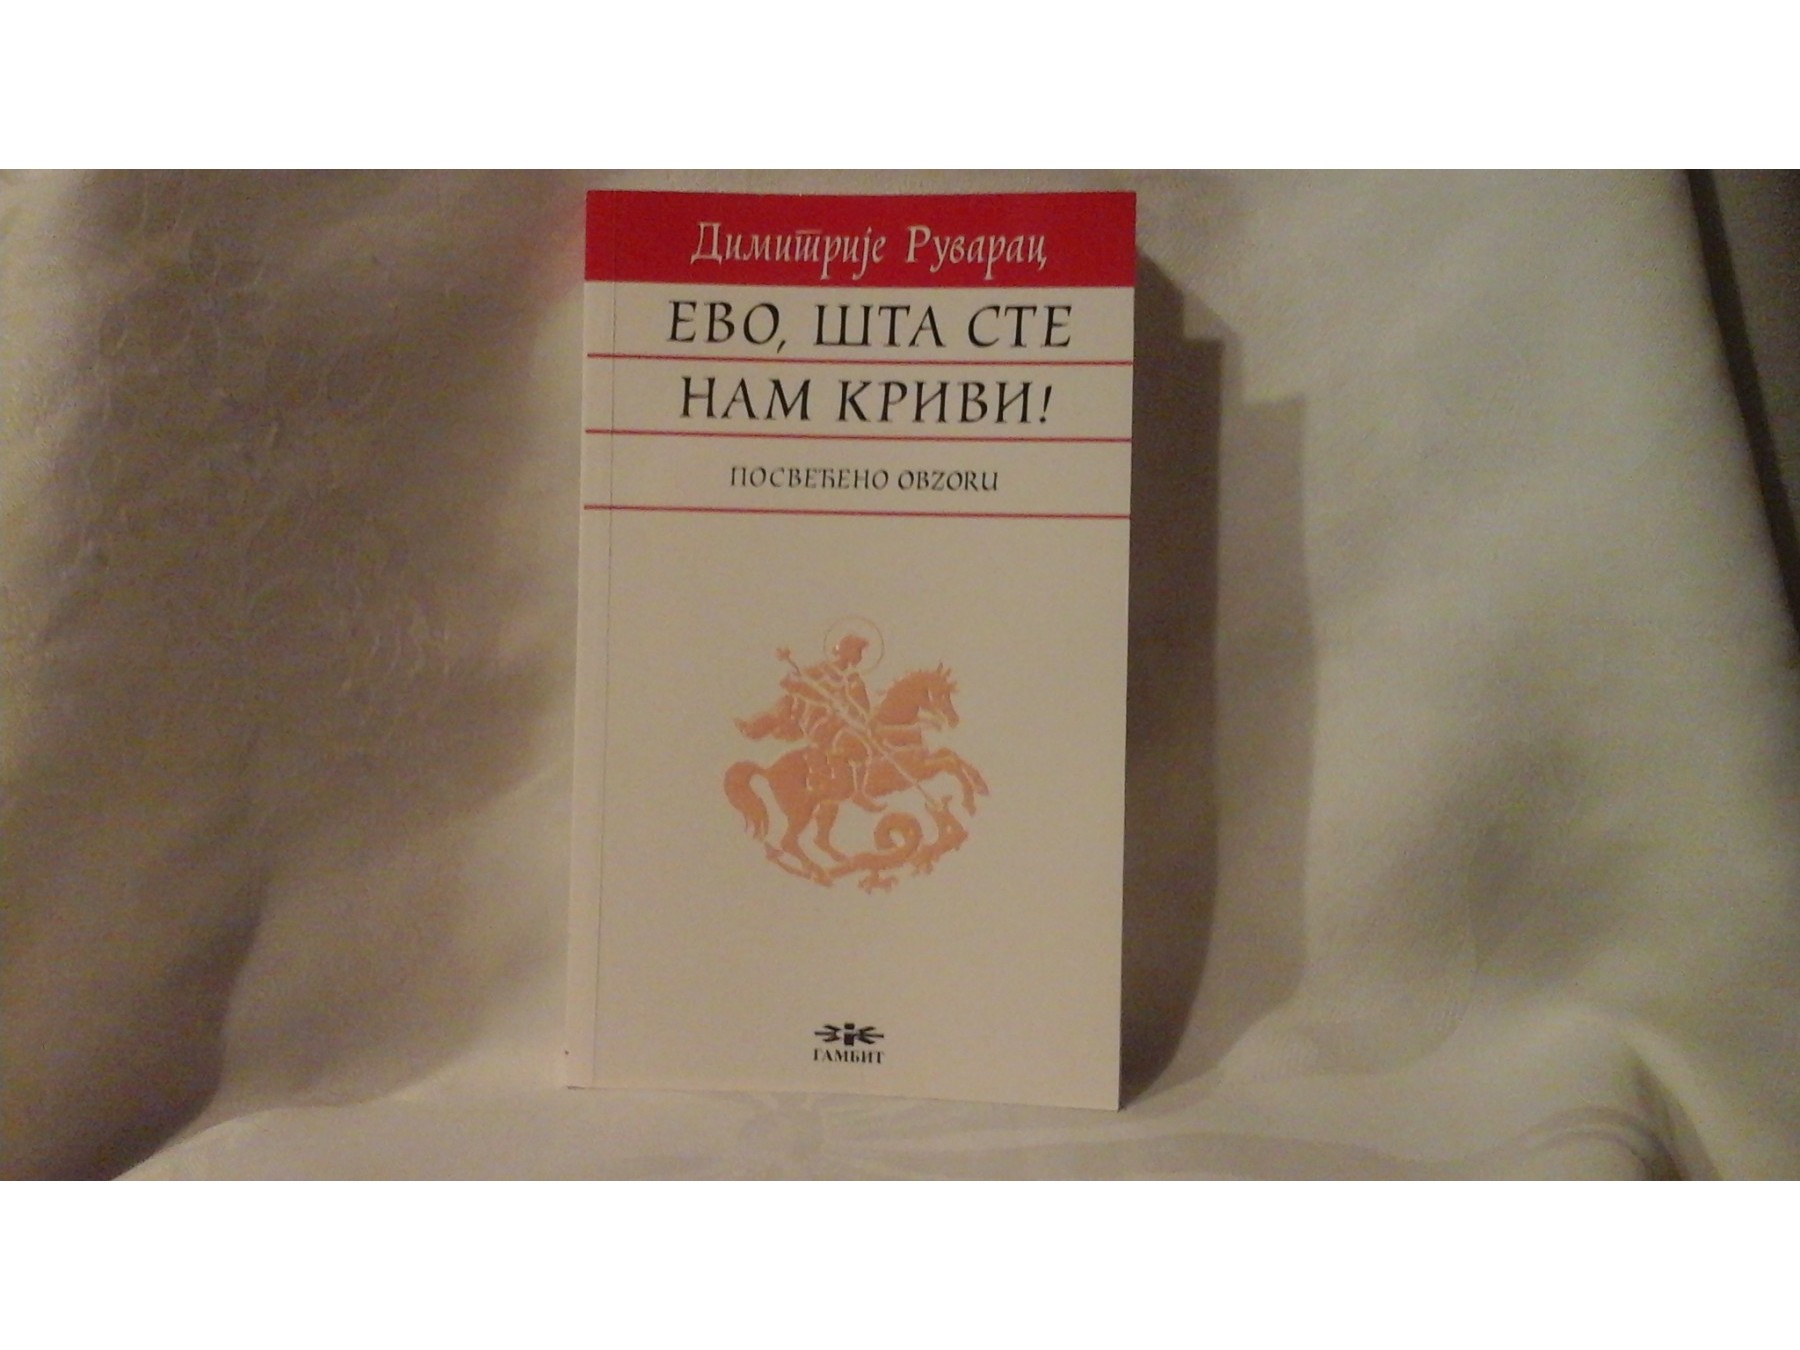 Димитрије Руварац
ЕВО, ШТА СТЕ
НАМ КРИВИ!
ПОСВЕЋЕНО OBZORU
ГАМБИТ